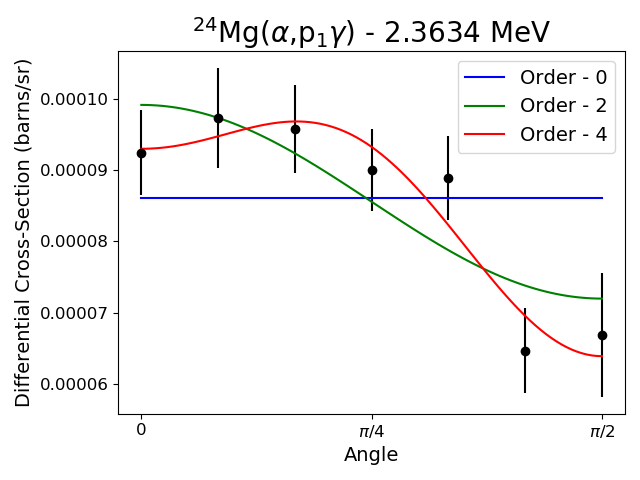 ²⁴Mg(α,p₁γ) - 2.3634 MeV
Differential Cross-Section (barns/sr)
0.00010
0.00009
0.00008
0.00007
0.00006
Order - 0
Order - 2
Order - 4
0
π/4
π/2
Angle